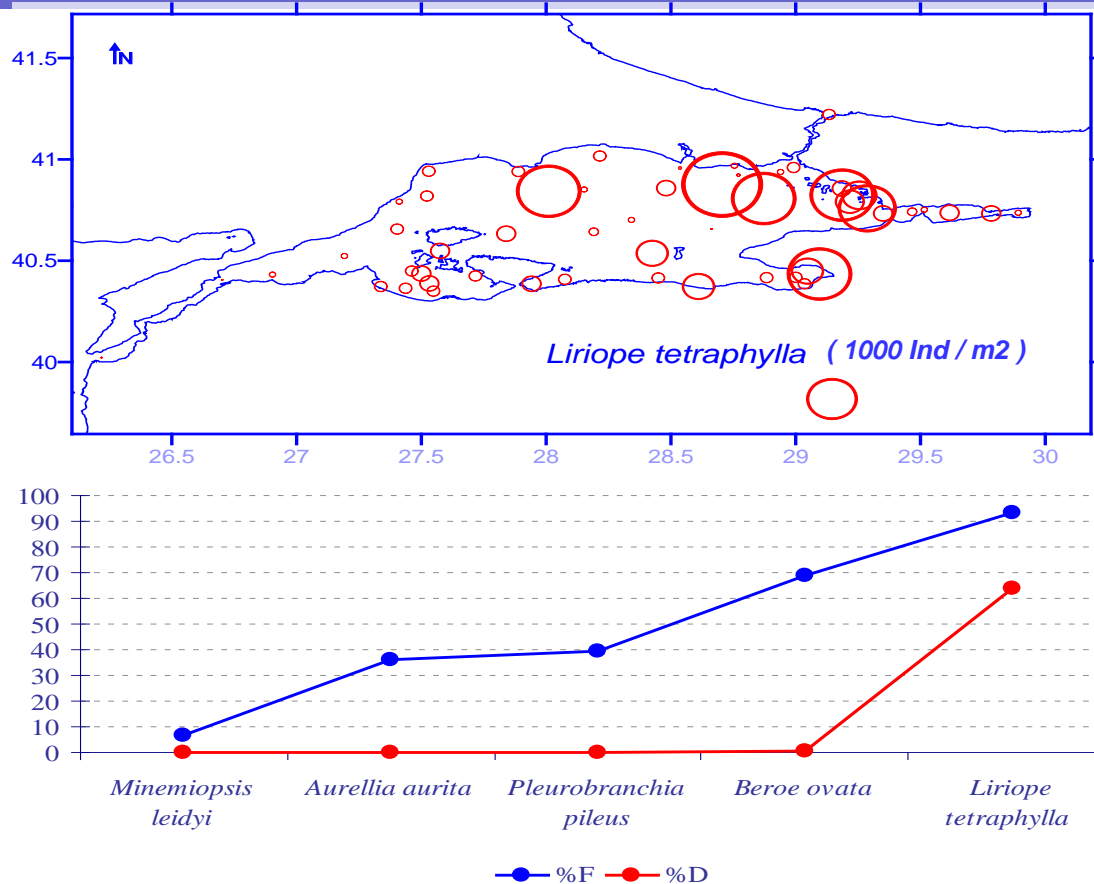 41.5
N
41
40.5
40
Liriope tetraphylla ( 1000 Ind / m2 )
26.5 27 27.5 28 28.5 29 29.5 30
100
90
80
70
60
50
40
30
20
10
0
Minemiopsis leidyi
Aurellia aurita
Pleurobranchia pileus
Beroe ovata
Liriope tetraphylla
%F %D